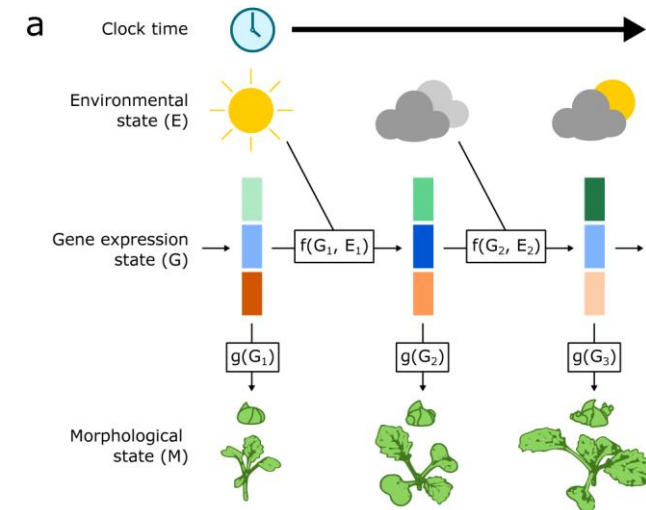 a
Clock time
Environmental
state (E)
Gene expression
state (G)
f(G₁, E₁)
f(G₂, E₂)
g(G₁)
g(G₂)
g(G₃)
Morphological
state (M)